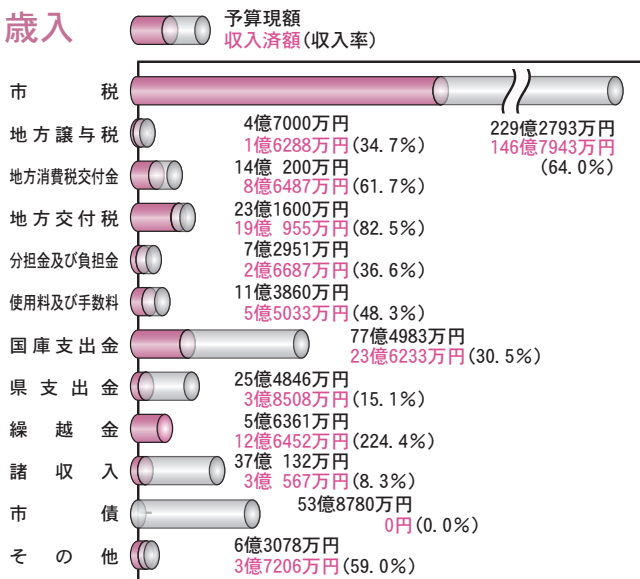 歳入
予算現額
収入済額(収入率)
市税
229億2793万円
146億7943万円
(64.0%)
地方譲与税
4億7000万円
1億6288万円(34.7%)
地方消費税交付金
14億 200万円
8億6487万円(61.7%)
地方交付税
23億1600万円
19億 955万円(82.5%)
分担金及び負担金
7億2951万円
2億6687万円(36.6%)
使用料及び手数料
11億3860万円
5億5033万円(48.3%)
国庫支出金
77億4983万円
23億6233万円(30.5%)
県支出金
25億4846万円
3億8508万円(15.1%)
繰越金
5億6361万円
12億6452万円(224.4%)
諸収入
37億 132万円
3億 567万円(8.3%)
市債
53億8780万円
0円(0.0%)
その他
6億3078万円
3億7206万円(59.0%)